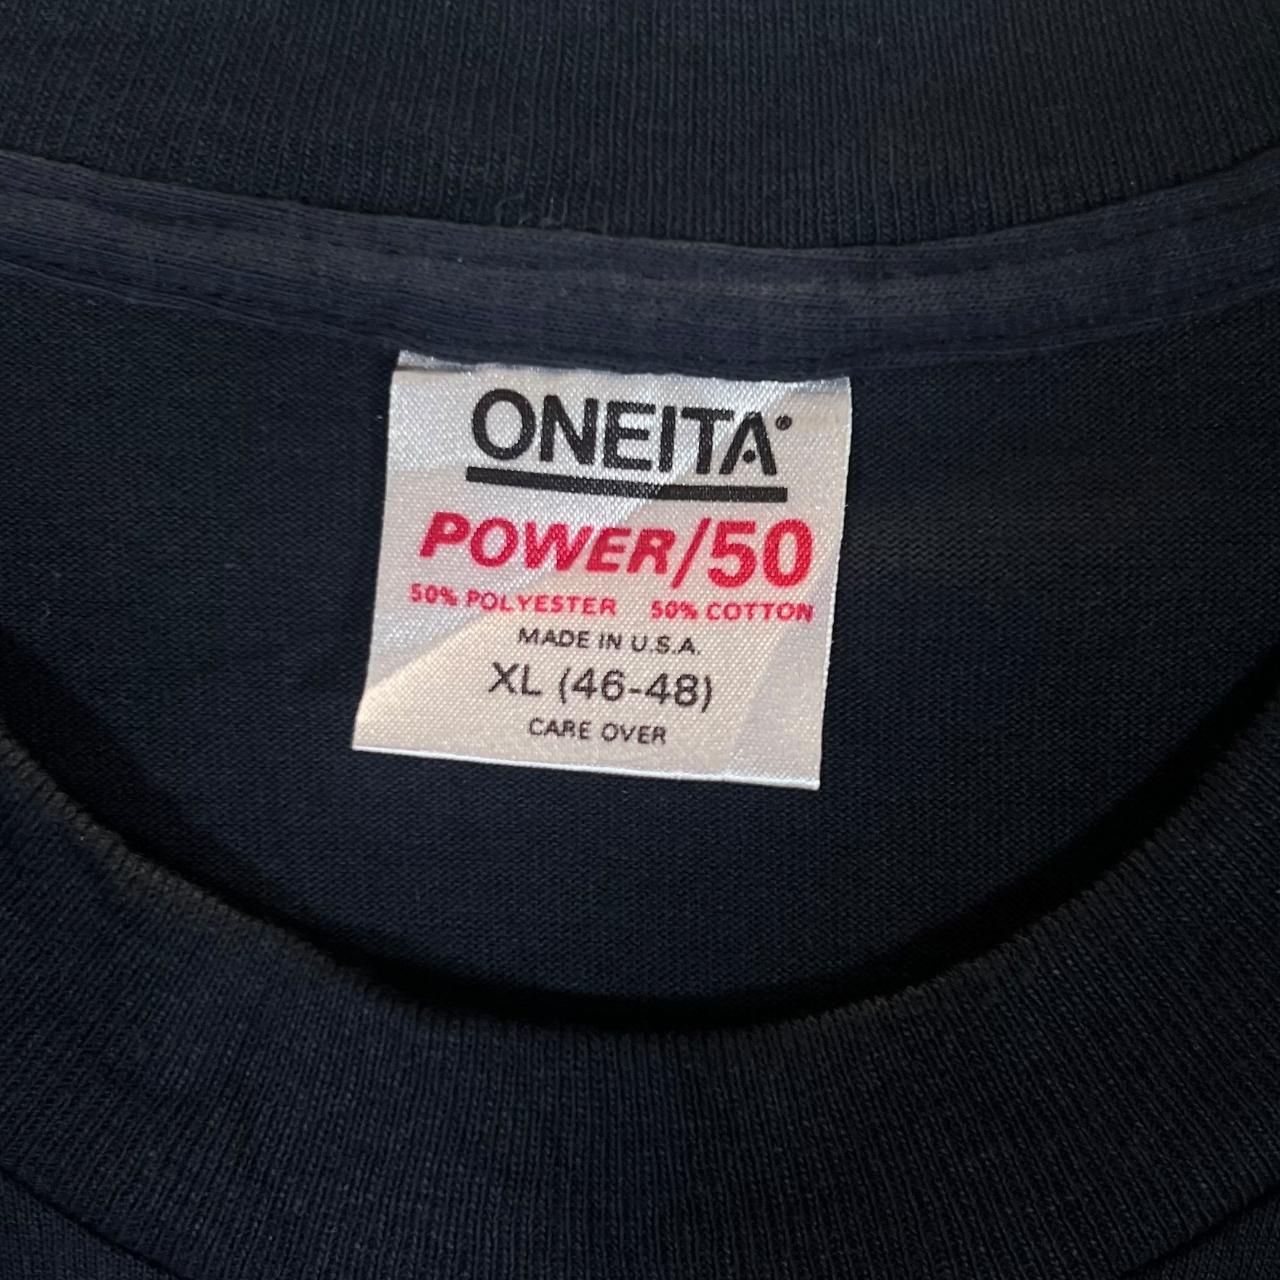 ONEITA®
POWER/50
50% POLYESTER 50% COTTON
MADE IN U.S.A.
XL (46-48)
CARE OVER